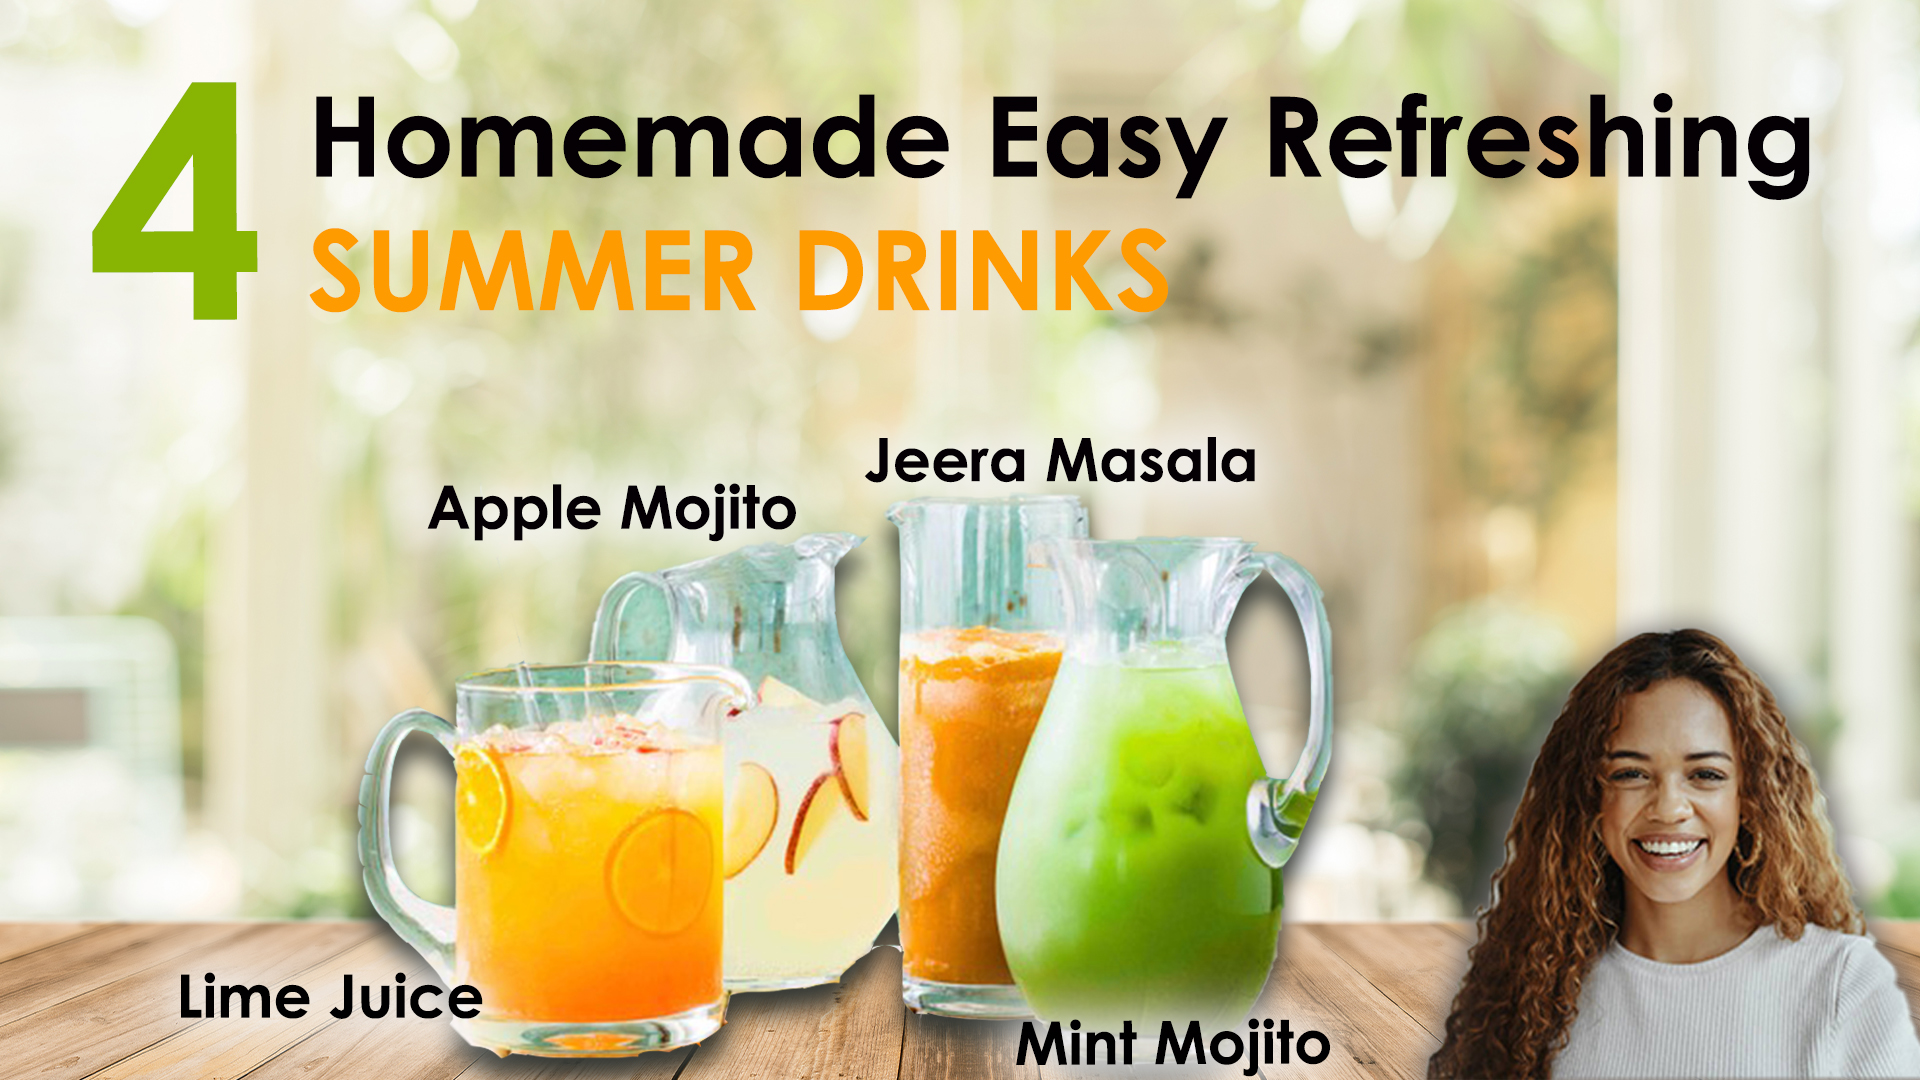 4 Homemade Easy Refreshing
SUMMER DRINKS
Jeera Masala
Apple Mojito
Lime Juice
Mint Mojito